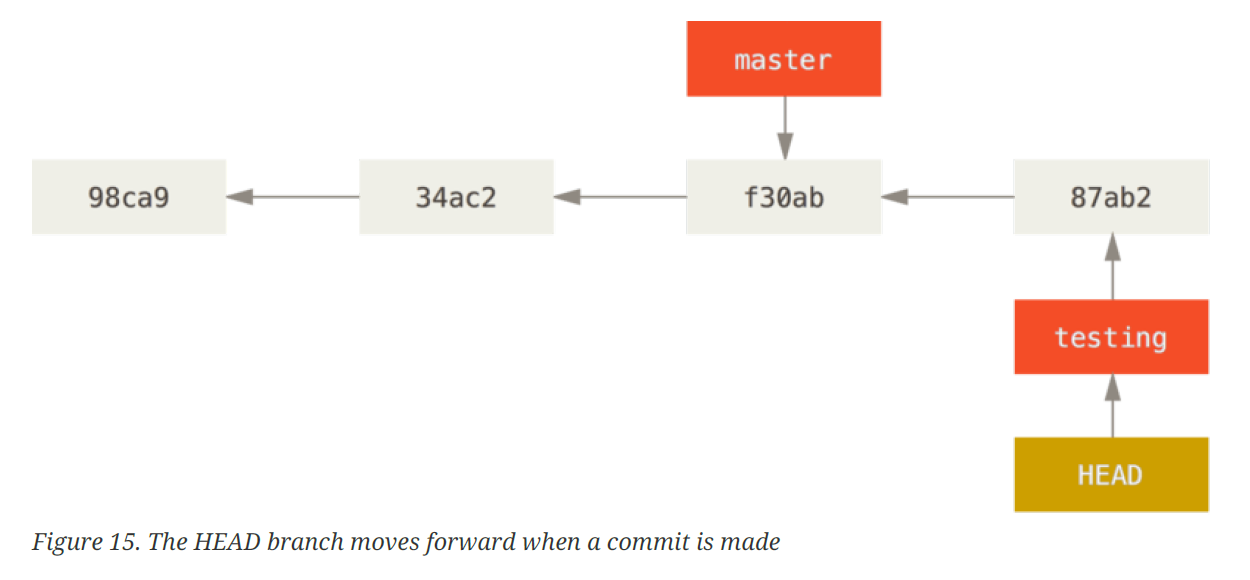 master
98ca9
34ac2
f30ab
87ab2
testing
HEAD
Figure 15. The HEAD branch moves forward when a commit is made